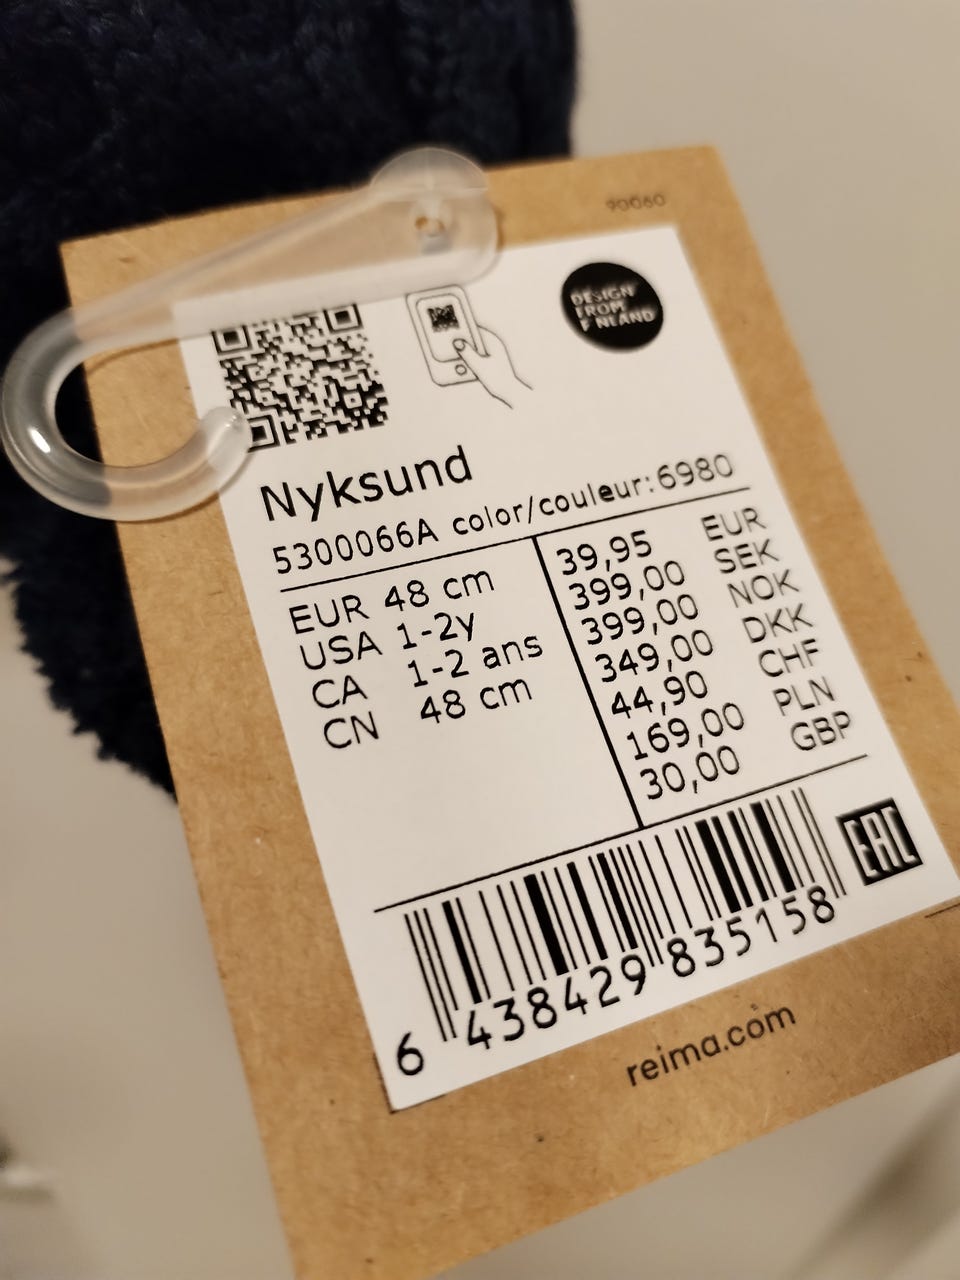 90060
DESIGN
FROM
FINLAND
Nyksund
5300066A color/couleur:6980
EUR 48 cm
USA 1-2y
CA 1-2 ans
CN 48 cm
39,95 EUR
399,00 SEK
399,00 NOK
349,00 DKK
44,90 CHF
169,00 PLN
30,00 GBP
6 438429 835158
EAC
reima.com